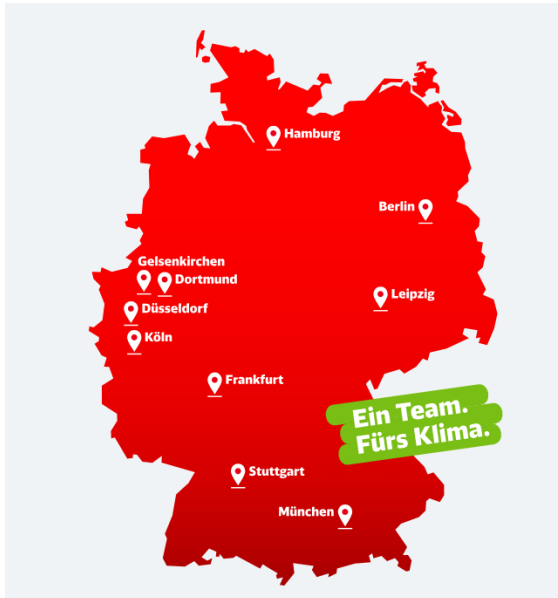 Hamburg
Berlin
Gelsenkirchen
Dortmund
Leipzig
Düsseldorf
Köln
Frankfurt
Ein Team.
Fürs Klima.
Stuttgart
München